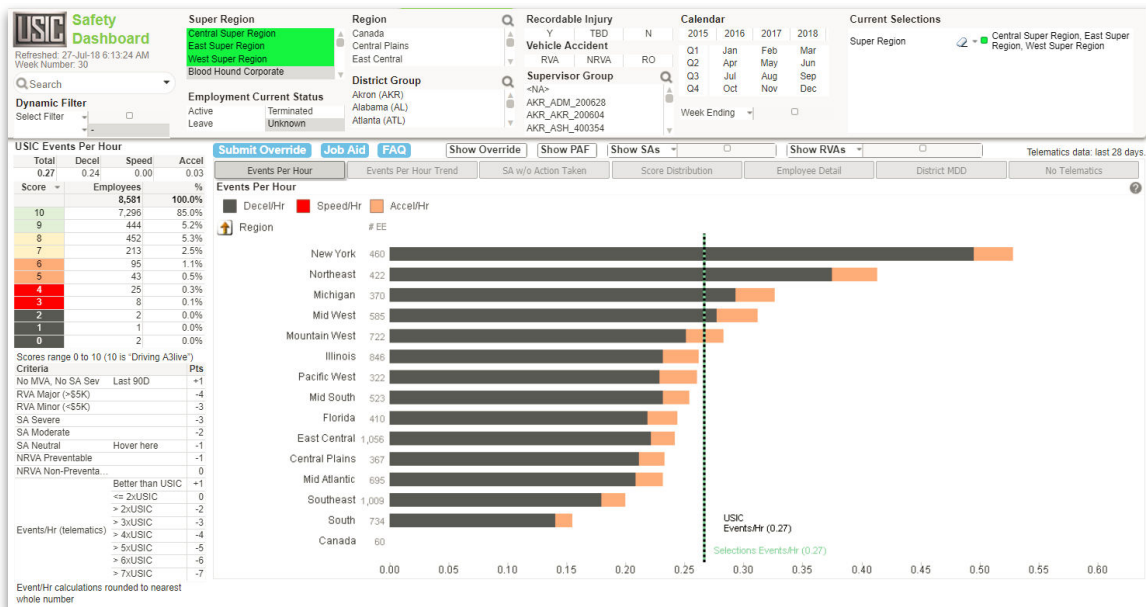 USIC Safety Dashboard
Refreshed: 27-Jul-18 6:13:24 AM
Week Number: 30
Search
Dynamic Filter
Select Filter
-
Super Region
Central Super Region
East Super Region
West Super Region
Blood Hound Corporate
Employment Current Status
Active Terminated
Leave Unknown
Region
Canada
Central Plains
East Central
District Group
Akron (AKR)
Alabama (AL)
Atlanta (ATL)
Recordable Injury
Y TBD N
Vehicle Accident
RVA NRVA RO
Supervisor Group
<NA>
AKR_ADM_200628
AKR_AKR_200604
AKR_ASH_400354
Calendar
2015 2016 2017 2018
Q1 Jan Feb Mar
Q2 Apr May Jun
Q3 Jul Aug Sep
Q4 Oct Nov Dec
Week Ending
Current Selections
Super Region Central Super Region, East Super
Region, West Super Region
USIC Events Per Hour
Total Decel Speed Accel
0.27 0.24 0.00 0.03
Score Employees %
8,581 100.0%
10 7,296 85.0%
9 444 5.2%
8 452 5.3%
7 213 2.5%
6 95 1.1%
5 43 0.5%
4 25 0.3%
3 8 0.1%
2 2 0.0%
1 1 0.0%
0 2 0.0%
Scores range 0 to 10 (10 is "Driving A3live")
Criteria Pts
No MVA, No SA Sev Last 90D +1
RVA Major (>$5K) -4
RVA Minor (<$5K) -3
SA Severe -3
SA Moderate -2
SA Neutral Hover here -1
NRVA Preventable -1
NRVA Non-Preventa... 0
Events/Hr (telematics)
Better than USIC +1
<= 2xUSIC 0
> 2xUSIC -2
> 3xUSIC -3
> 4xUSIC -4
> 5xUSIC -5
> 6xUSIC -6
> 7xUSIC -7
Event/Hr calculations rounded to nearest
whole number
Submit Override Job Aid FAQ Show Override Show PAF Show SAs Show RVAs Telematics data: last 28 days.
Events Per Hour Events Per Hour Trend SA w/o Action Taken Score Distribution Employee Detail District MDD No Telematics
Events Per Hour ?
Decel/Hr Speed/Hr Accel/Hr
Region # EE
New York 460
Northeast 422
Michigan 370
Mid West 585
Mountain West 722
Illinois 846
Pacific West 322
Mid South 523
Florida 410
East Central 1,056
Central Plains 367
Mid Atlantic 695
Southeast 1,009
South 734
Canada 60
USIC
Events/Hr (0.27)
Selections Events/Hr (0.27)
0.00 0.05 0.10 0.15 0.20 0.25 0.30 0.35 0.40 0.45 0.50 0.55 0.60